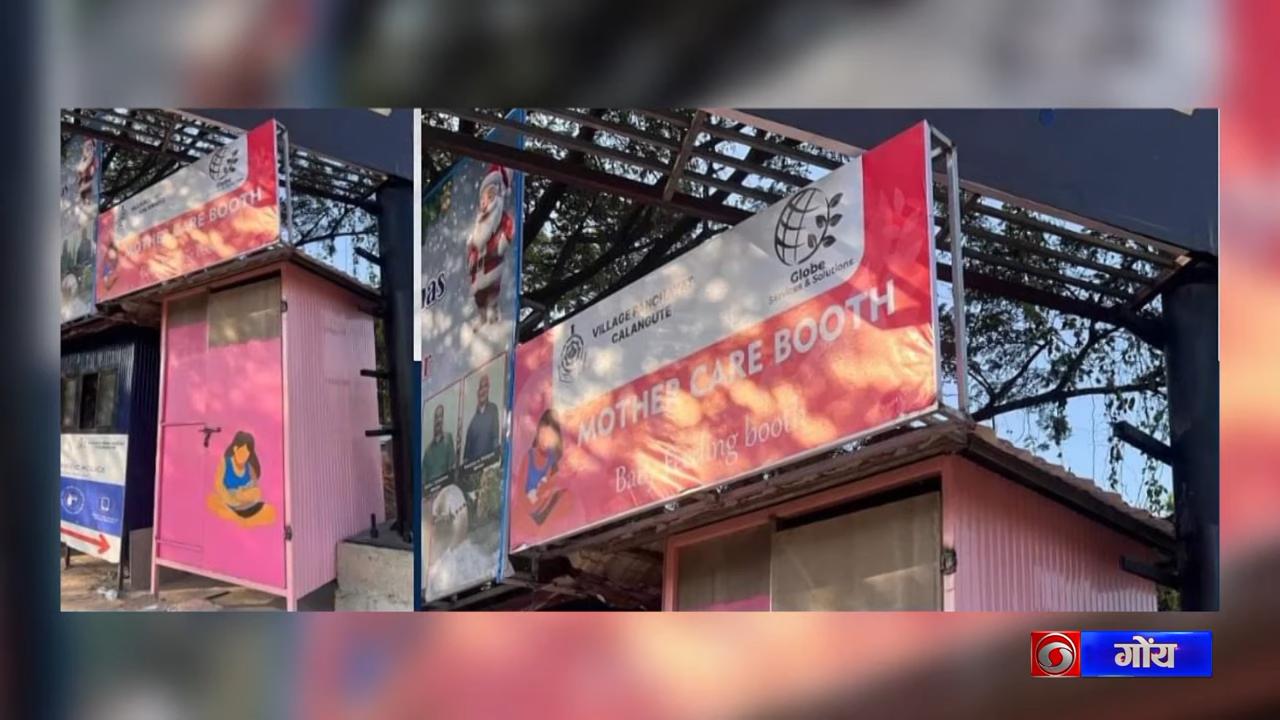 MOTHER CARE BOOTH
VILLAGE PANCHAYAT
CALANGUTE
Globe
Services & Solutions
MOTHER CARE BOOTH
Baby feeding booth
गोंय